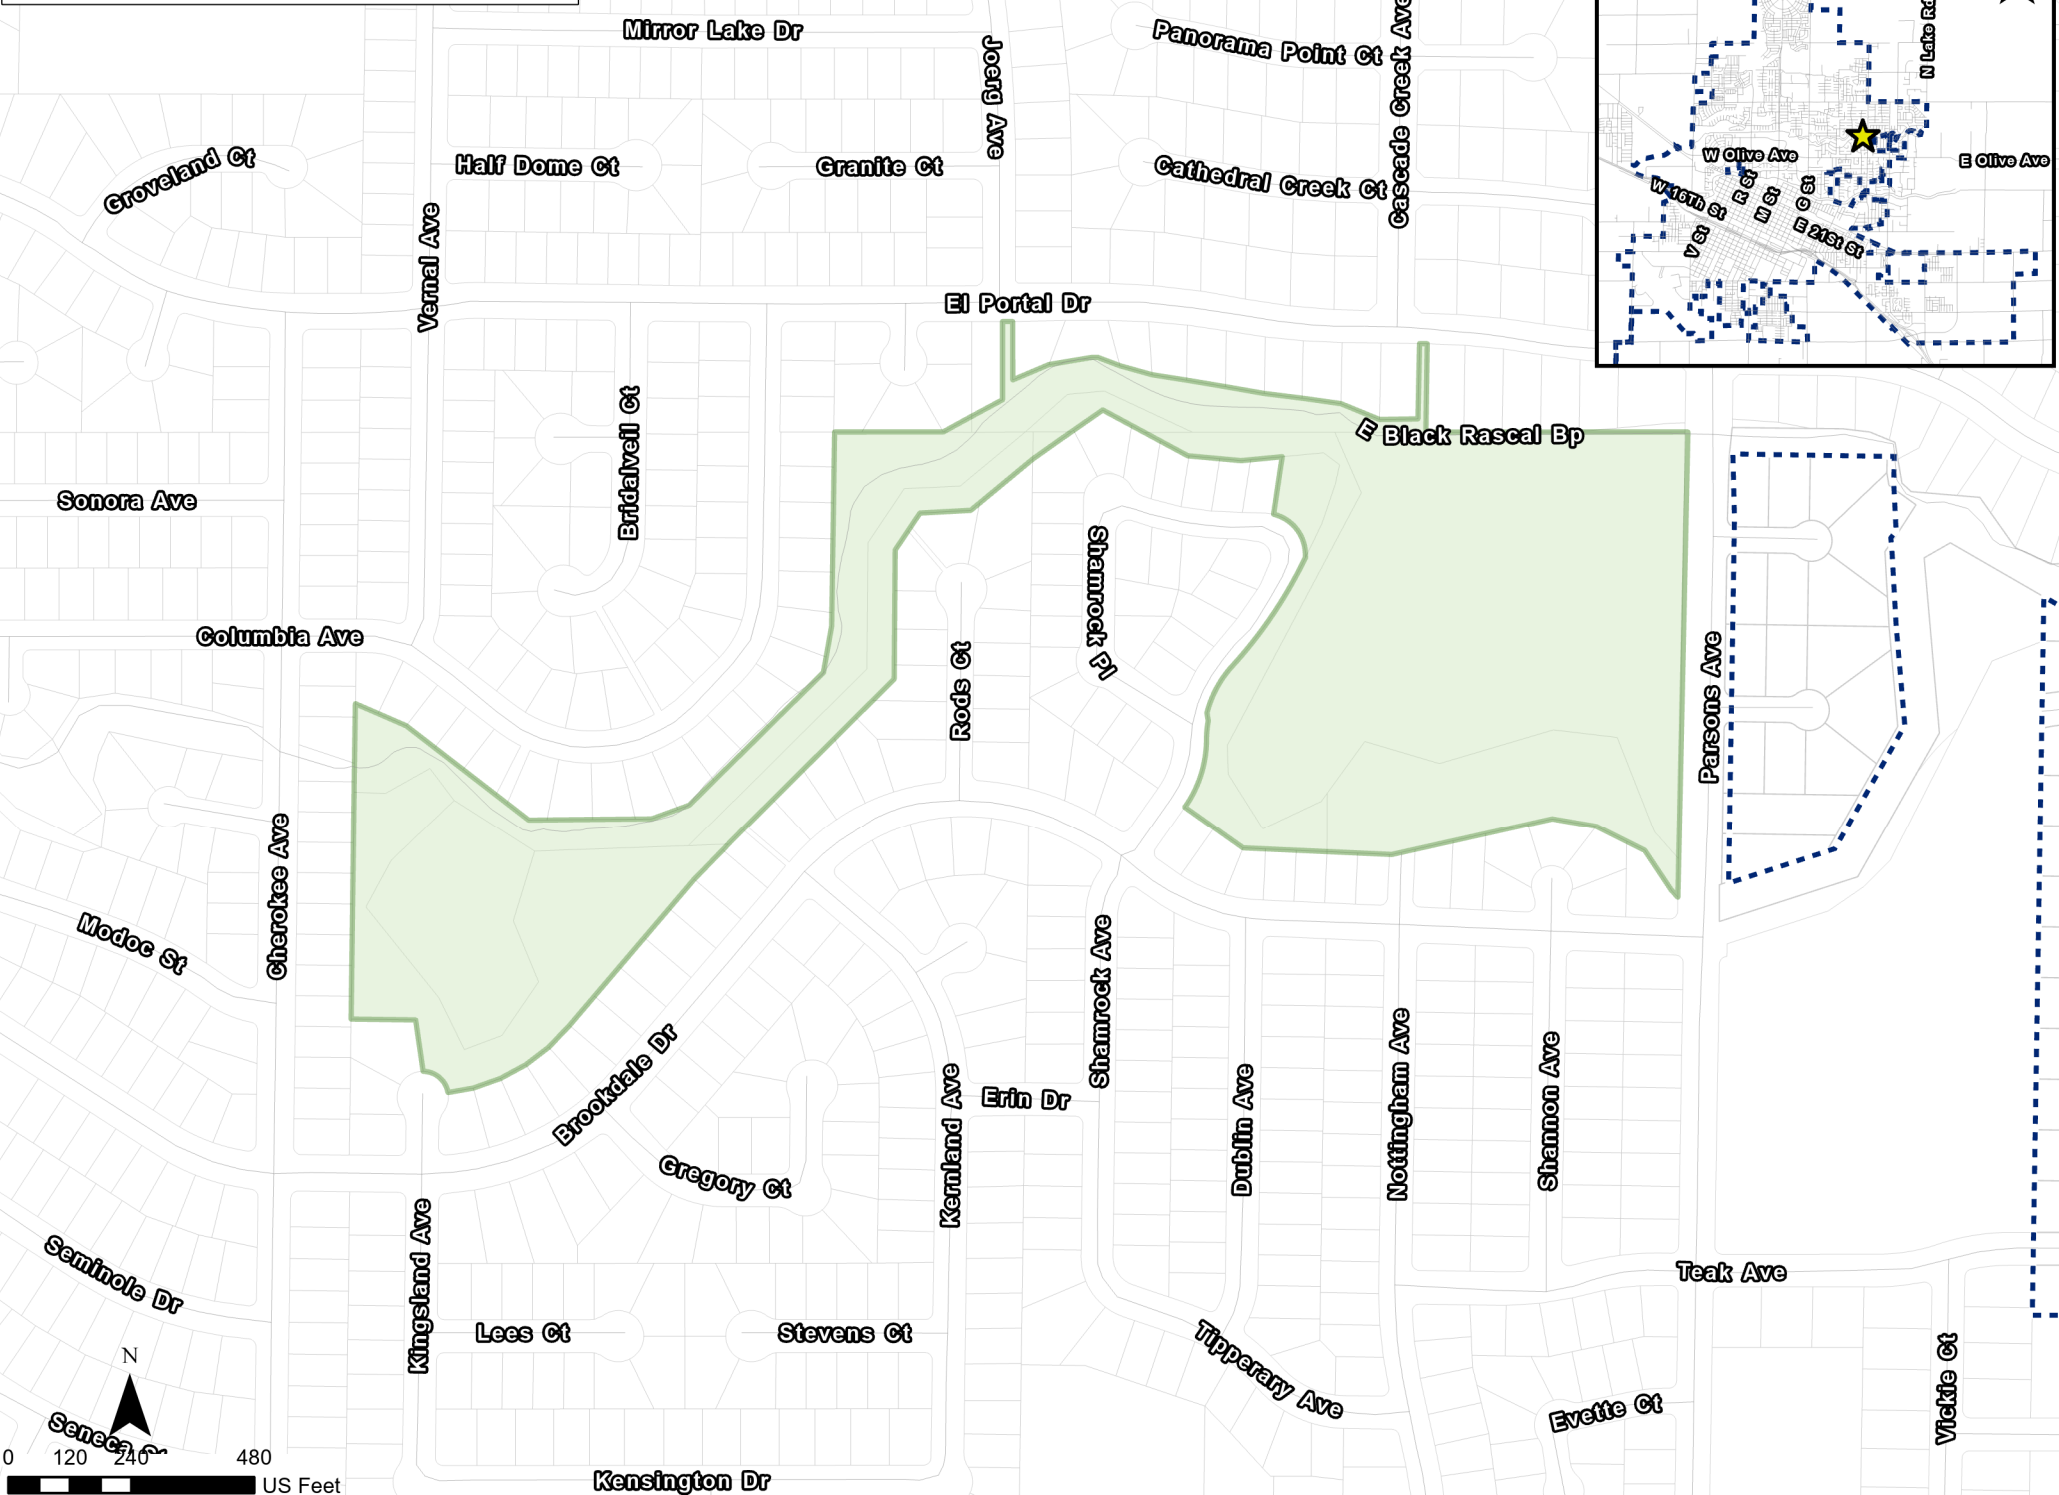 Mirror Lake Dr
Joerg Ave
Panorama Point Ct
Cascade Creek Ave
N Lake Rd
Groveland Ct
Vernal Ave
Half Dome Ct
Granite Ct
Cathedral Creek Ct
W Olive Ave
E Olive Ave
W 16Th St
R St
M St
G St
V St
E 21St St
El Portal Dr
Bridalveil Ct
E Black Rascal Bp
Sonora Ave
Columbia Ave
Shamrock Pl
Rods Ct
Parsons Ave
Cherokee Ave
Modoc St
Shamrock Ave
Brookdale Dr
Kernland Ave
Erin Dr
Dublin Ave
Nottingham Ave
Shannon Ave
Gregory Ct
Kingsland Ave
Seminole Dr
Teak Ave
Lees Ct
Stevens Ct
Tipperary Ave
Evette Ct
Vickie Ct
N
Seneca
0 120 240 480
US Feet
Kensington Dr